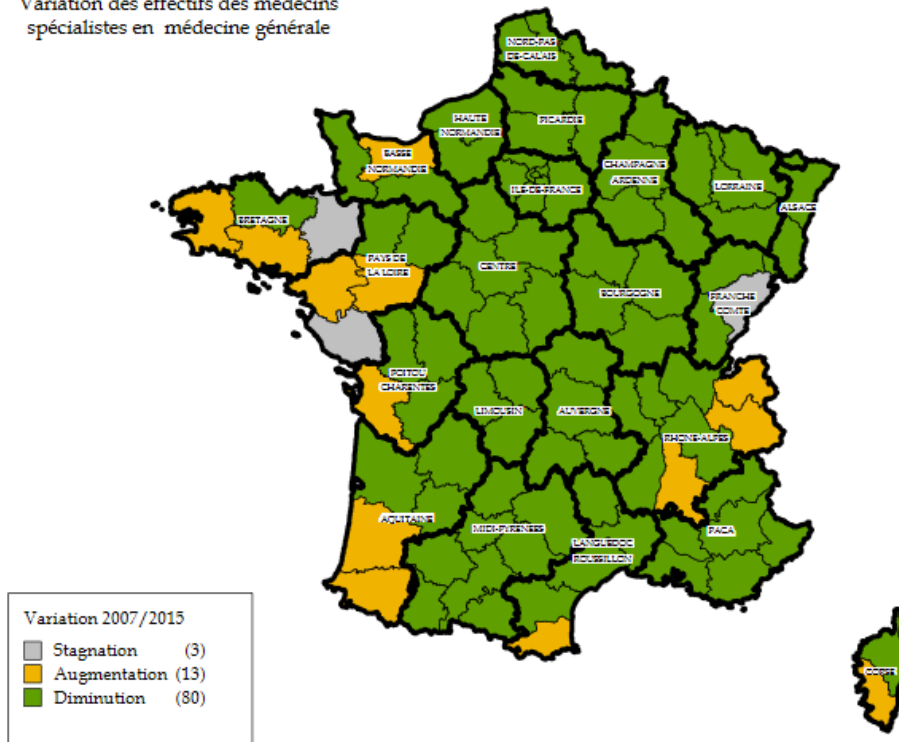 Variation des effectifs des médecins
spécialistes en  médecine générale
NORD-PAS
DE-CALAIS
HAUTE
NORMANDIE
PICARDIE
BASSE
NORMANDIE
ILE-DE-FRANCE
CHAMPAGNE
ARDENNE
LORRAINE
ALSACE
BRETAGNE
PAYS DE
LA LOIRE
CENTRE
BOURGOGNE
FRANCHE
COMTE
POITOU
CHARENTES
LIMOUSIN
AUVERGNE
RHONE-ALPES
AQUITAINE
MIDI-PYRENEES
LANGUEDOC
ROUSSILLON
PACA
CORSE
Variation 2007/2015
Stagnation (3)
Augmentation (13)
Diminution (80)